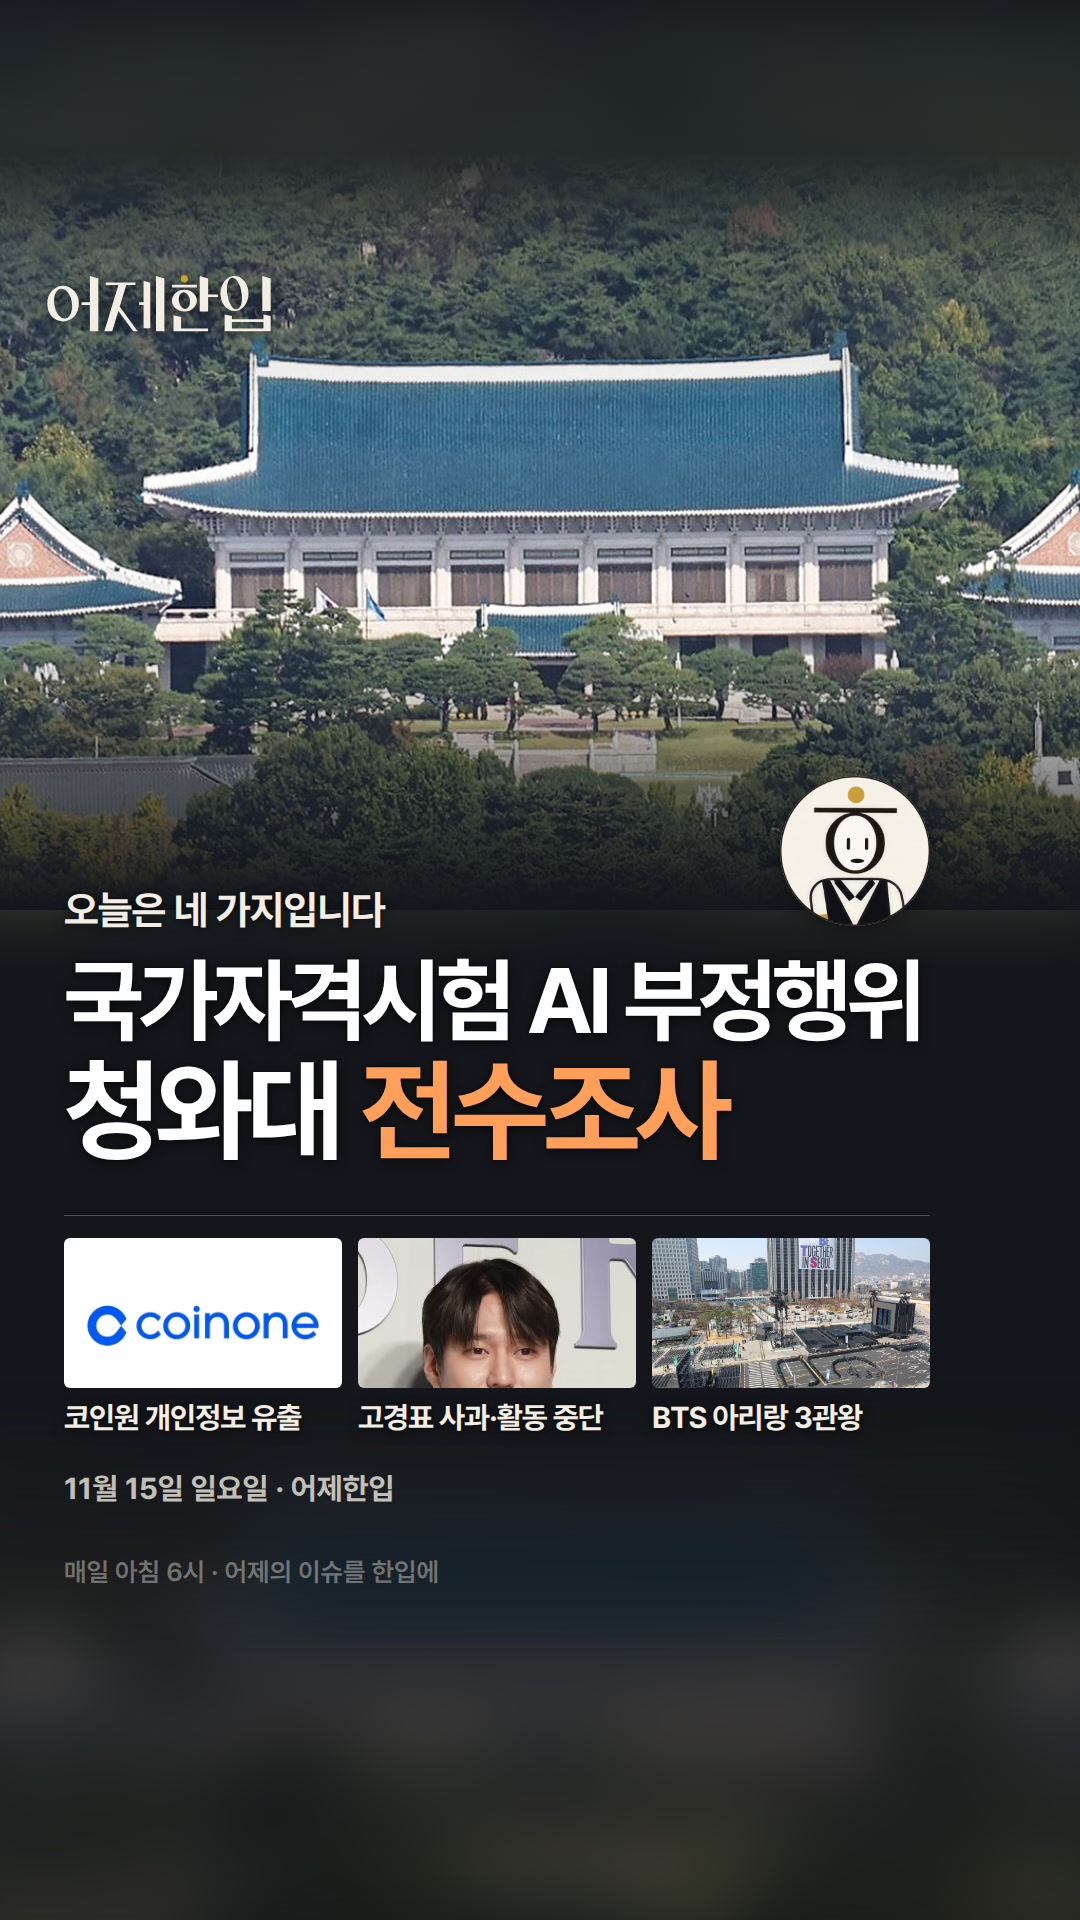 어제한입
오늘은 네 가지입니다
국가자격시험 AI 부정행위
청와대 전수조사
coinone
BE
TOGETHER
IN SEOUL
코인원 개인정보 유출
고경표 사과·활동 중단
BTS 아리랑 3관왕
11월 15일 일요일 · 어제한입
매일 아침 6시 · 어제의 이슈를 한입에